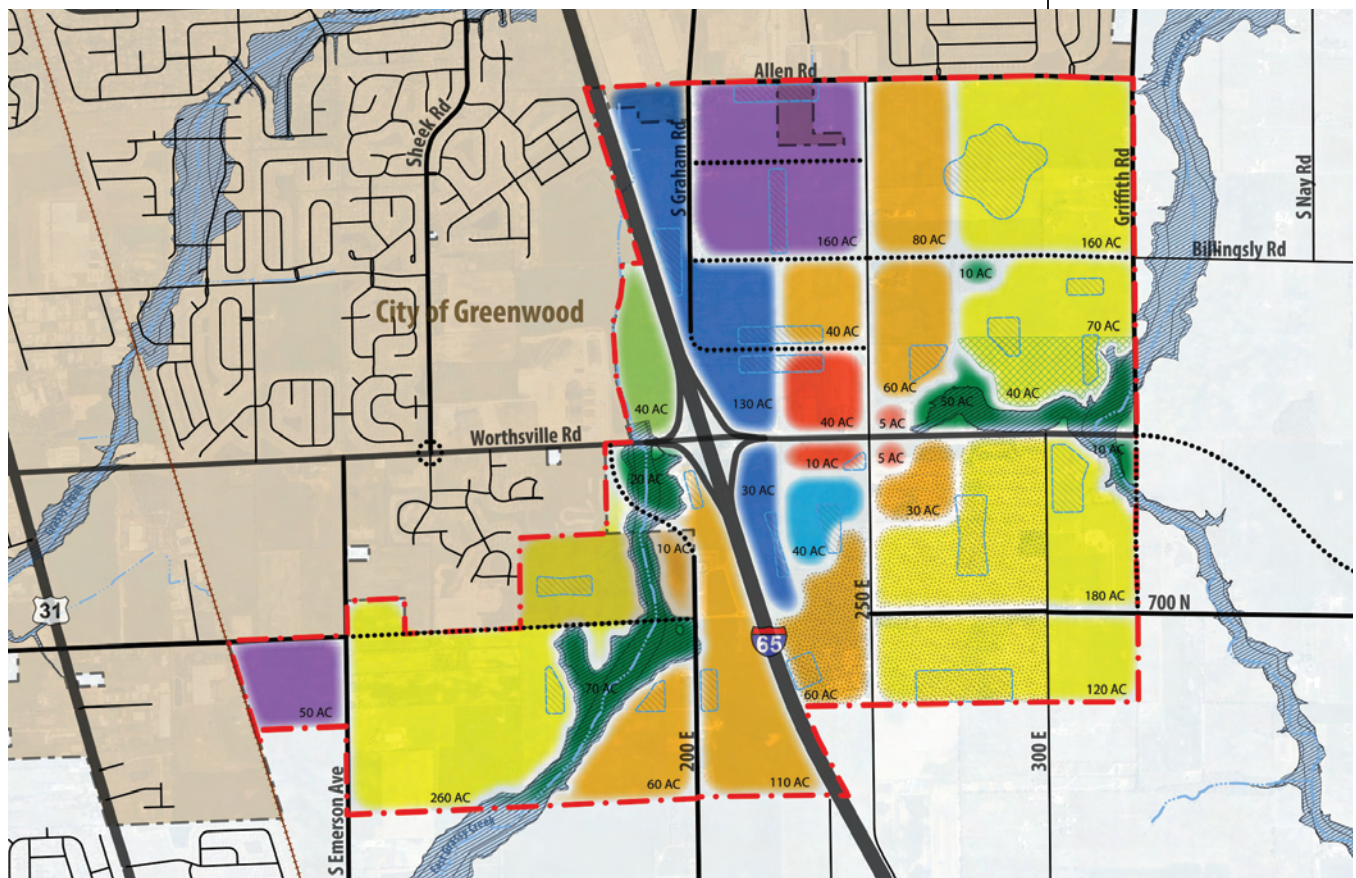 Allen Rd
Sheek Rd
S Graham Rd
Griffith Rd
S Nay Rd
160 AC
80 AC
160 AC
Billingsly Rd
10 AC
City of Greenwood
40 AC
70 AC
60 AC
40 AC
50 AC
40 AC
130 AC
40 AC
5 AC
Worthsville Rd
10 AC
5 AC
10 AC
20 AC
30 AC
30 AC
40 AC
10 AC
250 E
180 AC
700 N
31
65
70 AC
60 AC
120 AC
50 AC
200 E
300 E
60 AC
110 AC
260 AC
S Emerson Ave
East Grassy Creek